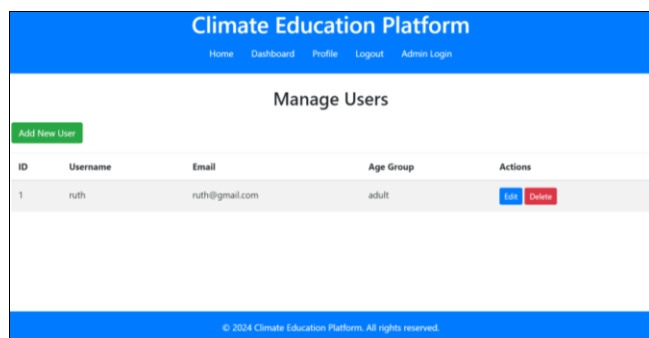 Climate Education Platform
Home Dashboard Profile Logout Admin Login
Manage Users
Add New User
ID Username Email Age Group Actions
1 ruth ruth@gmail.com adult Edit Delete
© 2024 Climate Education Platform. All rights reserved.